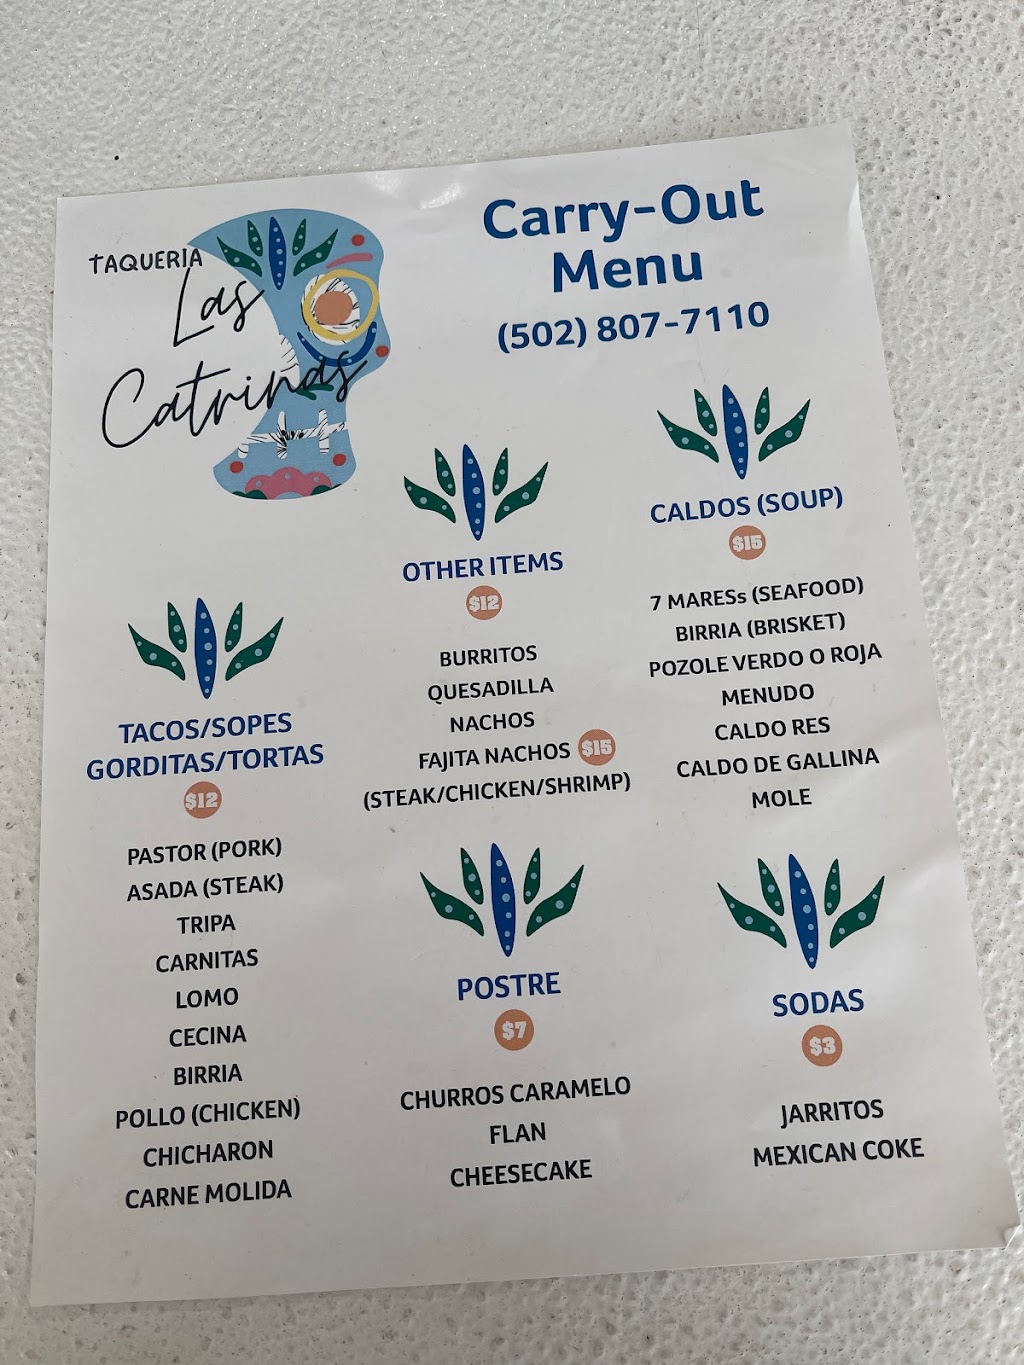 TAQUERIA
Las
Catrinas
Carry-Out
Menu
(502) 807-7110
TACOS/SOPES
GORDITAS/TORTAS
$12
PASTOR (PORK)
ASADA (STEAK)
TRIPA
CARNITAS
LOMO
CECINA
BIRRIA
POLLO (CHICKEN)
CHICHARON
CARNE MOLIDA
OTHER ITEMS
$12
BURRITOS
QUESADILLA
NACHOS
FAJITA NACHOS $15
(STEAK/CHICKEN/SHRIMP)
POSTRE
$7
CHURROS CARAMELO
FLAN
CHEESECAKE
CALDOS (SOUP)
$15
7 MARESs (SEAFOOD)
BIRRIA (BRISKET)
POZOLE VERDO O ROJA
MENUDO
CALDO RES
CALDO DE GALLINA
MOLE
SODAS
$3
JARRITOS
MEXICAN COKE